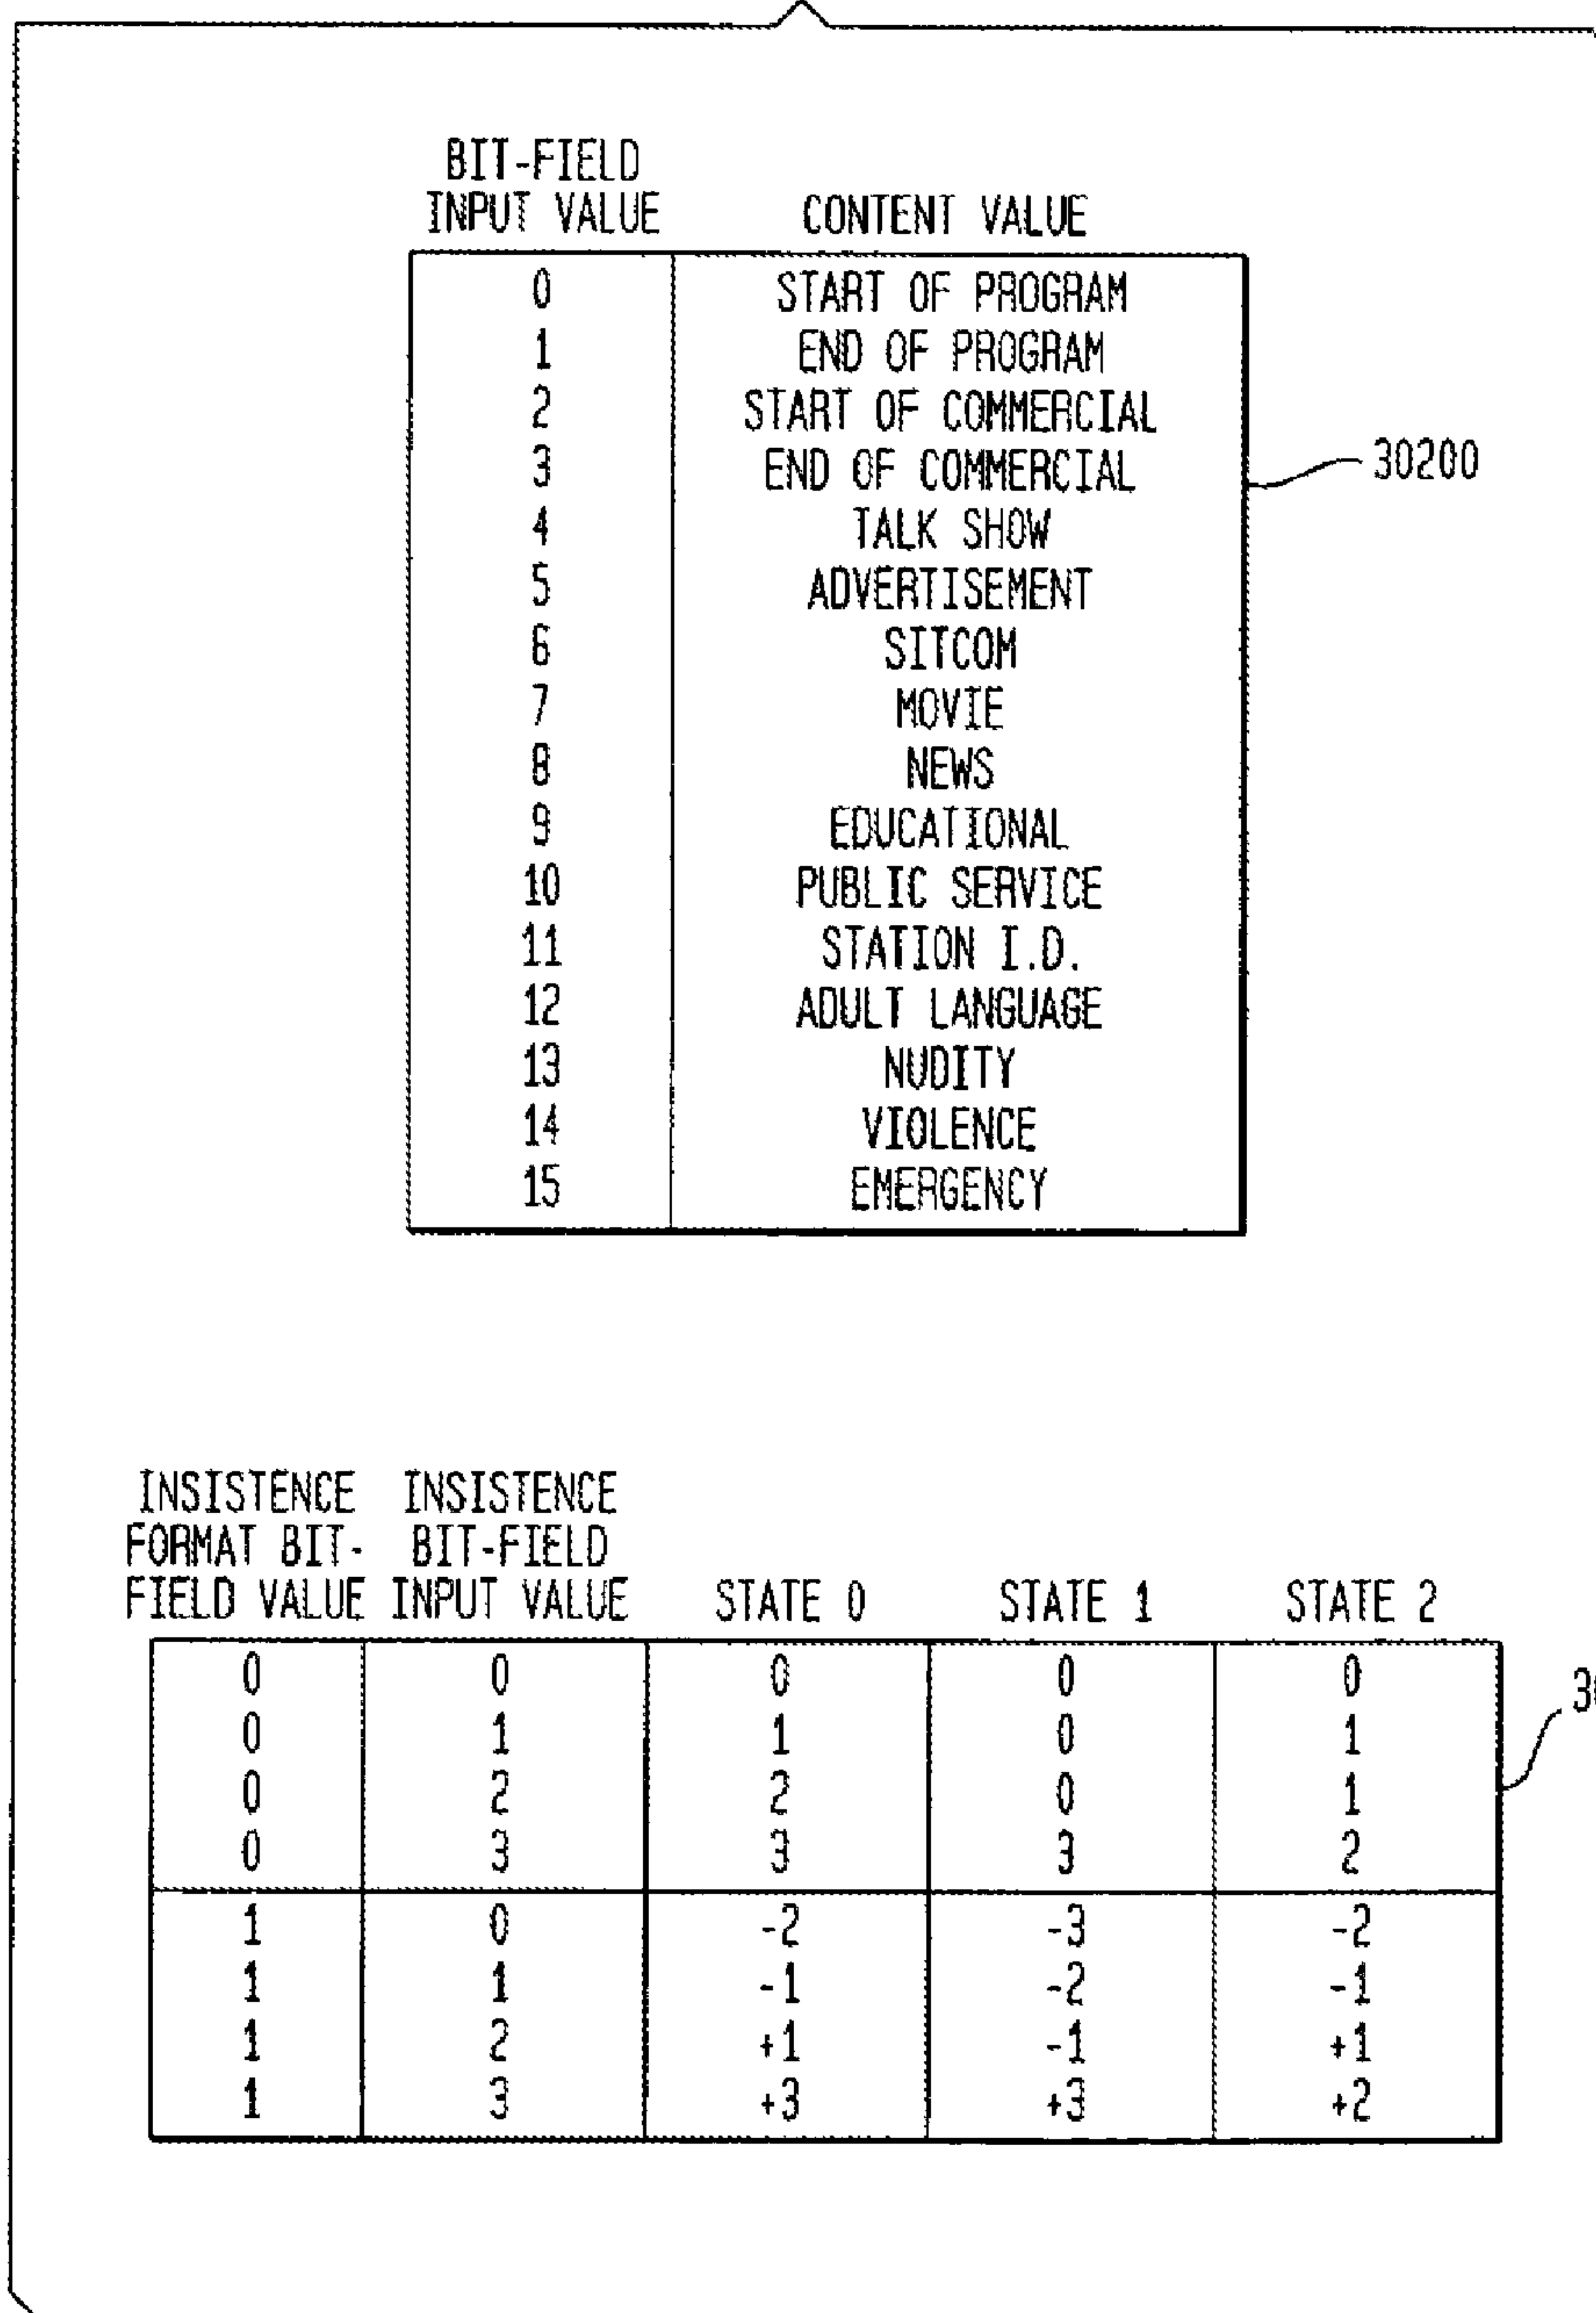 BIT-FIELD
INPUT VALUE CONTENT VALUE
0 START OF PROGRAM
1 END OF PROGRAM
2 START OF COMMERCIAL
3 END OF COMMERCIAL
30200
4 TALK SHOW
5 ADVERTISEMENT
6 SITCOM
7 MOVIE
8 NEWS
9 EDUCATIONAL
10 PUBLIC SERVICE
11 STATION I.D.
12 ADULT LANGUAGE
13 NUDITY
14 VIOLENCE
15 EMERGENCY
INSISTENCE INSISTENCE
FORMAT BIT- BIT-FIELD
FIELD VALUE INPUT VALUE STATE 0 STATE 1 STATE 2
0 0 0 0 0
0 1 1 0 1
0 2 2 0 1
0 3 3 3 2
1 0 -2 -3 -2
1 1 -1 -2 -1
1 2 +1 -1 +1
1 3 +3 +3 +2